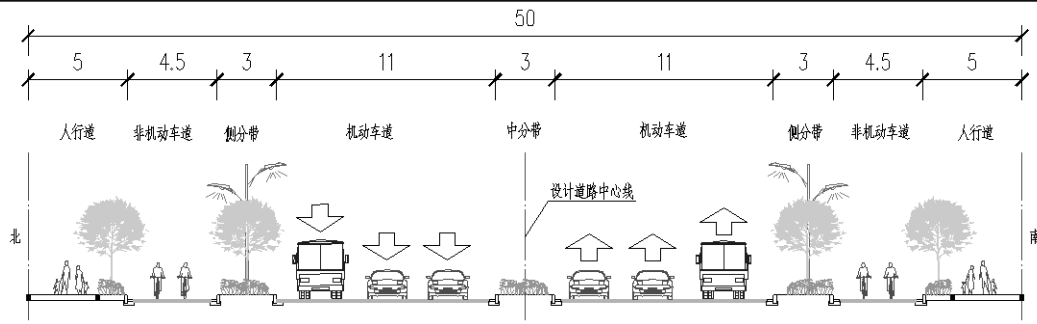 50
5 4.5 3 11 3 11 3 4.5 5
人行道 非机动车道 侧分带 机动车道 中分带 机动车道 侧分带 非机动车道 人行道
设计道路中心线
北 南